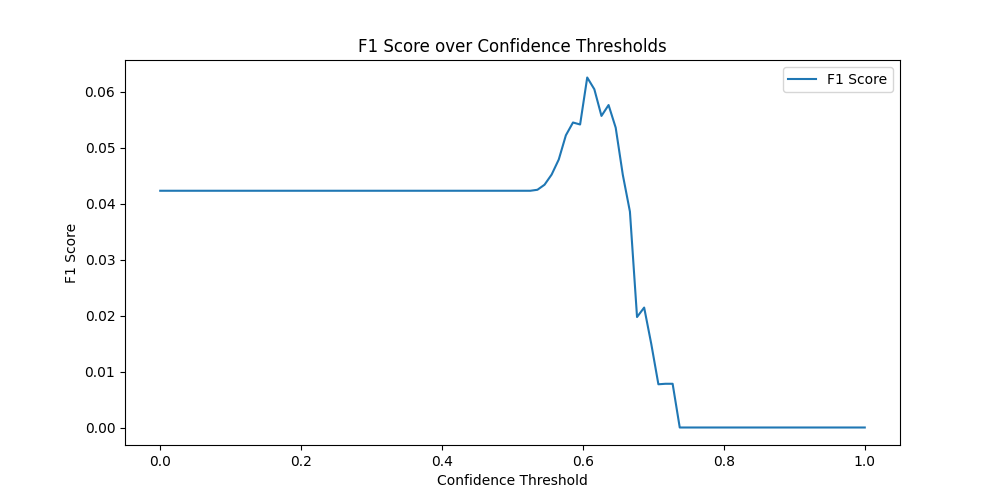 F1 Score over Confidence Thresholds
F1 Score
0.06
0.05
0.04
0.03
0.02
0.01
0.00
F1 Score
0.0 0.2 0.4 0.6 0.8 1.0
Confidence Threshold